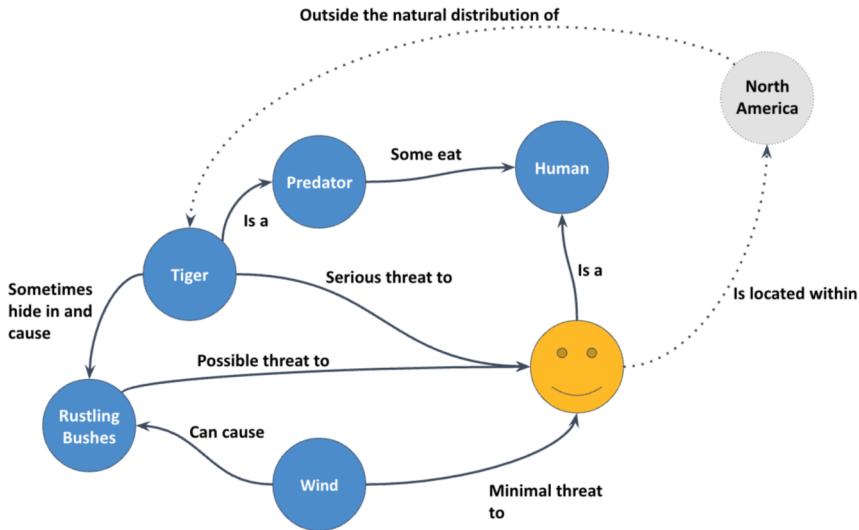 Outside the natural distribution of
North
America
Some eat
Human
Predator
Is a
Tiger
Serious threat to
Is a
Sometimes
hide in and
cause
Is located within
Possible threat to
Rustling
Bushes
Can cause
Wind
Minimal threat
to